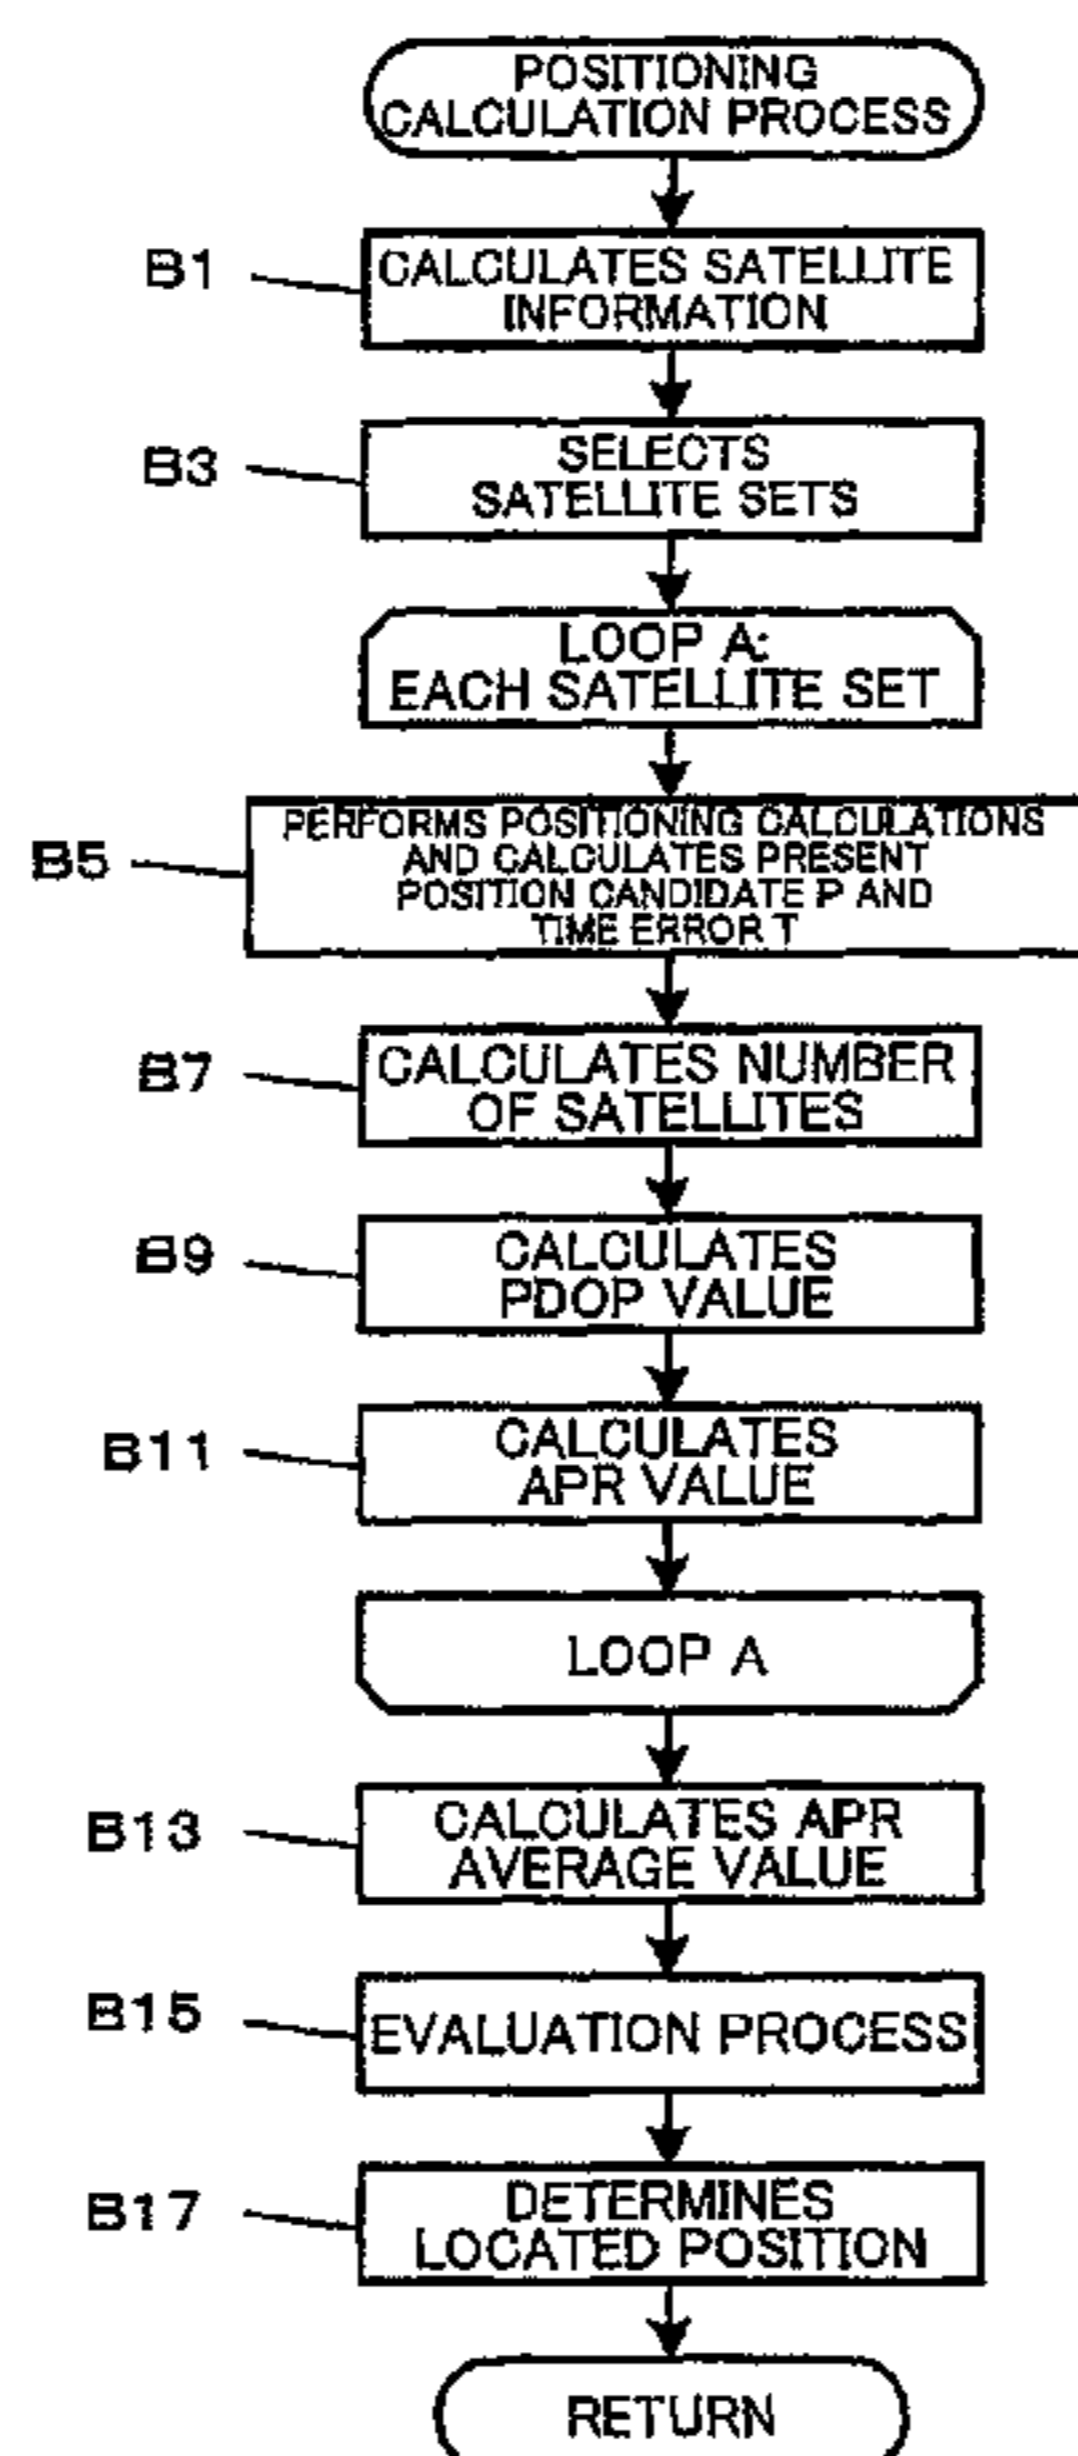 POSITIONING
CALCULATION PROCESS
B1
CALCULATES SATELLITE
INFORMATION
B3
SELECTS
SATELLITE SETS
LOOP A:
EACH SATELLITE SET
B5
PERFORMS POSITIONING CALCULATIONS
AND CALCULATES PRESENT
POSITION CANDIDATE P AND
TIME ERROR T
B7
CALCULATES NUMBER
OF SATELLITES
B9
CALCULATES
PDOP VALUE
B11
CALCULATES
APR VALUE
LOOP A
B13
CALCULATES APR
AVERAGE VALUE
B15
EVALUATION PROCESS
B17
DETERMINES
LOCATED POSITION
RETURN